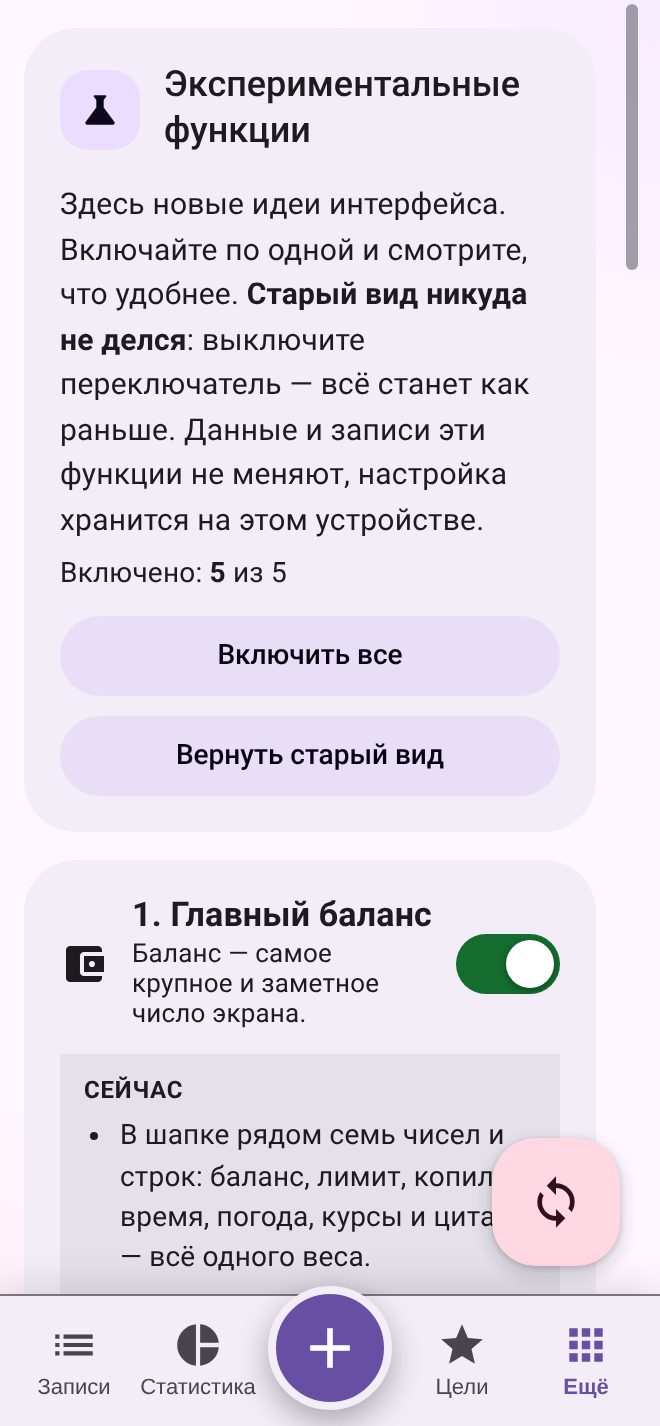 Экспериментальные
функции
Здесь новые идеи интерфейса.
Включайте по одной и смотрите,
что удобнее. Старый вид никуда
не делся: выключите
переключатель — всё станет как
раньше. Данные и записи эти
функции не меняют, настройка
хранится на этом устройстве.
Включено: 5 из 5
Включить все
Вернуть старый вид
1. Главный баланс
Баланс — самое
крупное и заметное
число экрана.
СЕЙЧАС
• В шапке рядом семь чисел и
строк: баланс, лимит,
время, погода, курсы и
— всё одного веса.
Записи
Статистика
Цели
Ещё